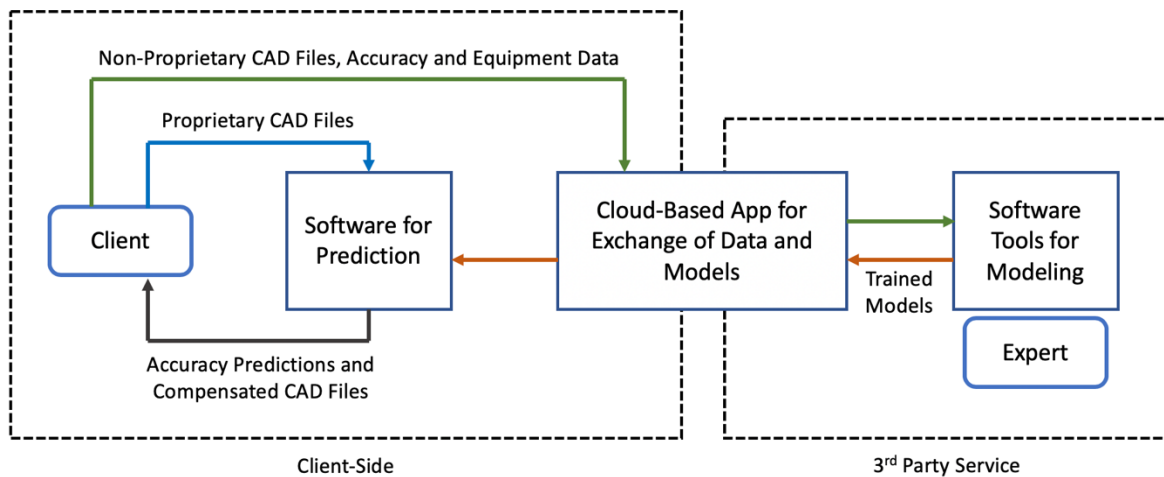 Non-Proprietary CAD Files, Accuracy and Equipment Data
Proprietary CAD Files
Client
Software for
Prediction
Cloud-Based App for
Exchange of Data and
Models
Software
Tools for
Modeling
Trained
Models
Expert
Accuracy Predictions and
Compensated CAD Files
Client-Side
3rd Party Service